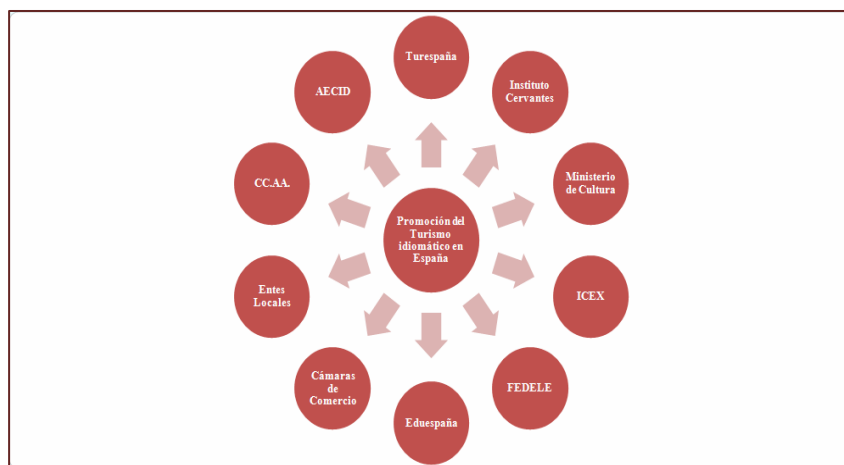 Turespaña
Instituto
Cervantes
Ministerio
de Cultura
ICEX
FEDELE
Eduespaña
Cámaras
de
Comercio
Entes
Locales
CC.AA.
AECID
Promoción del
Turismo
idiomático en
España